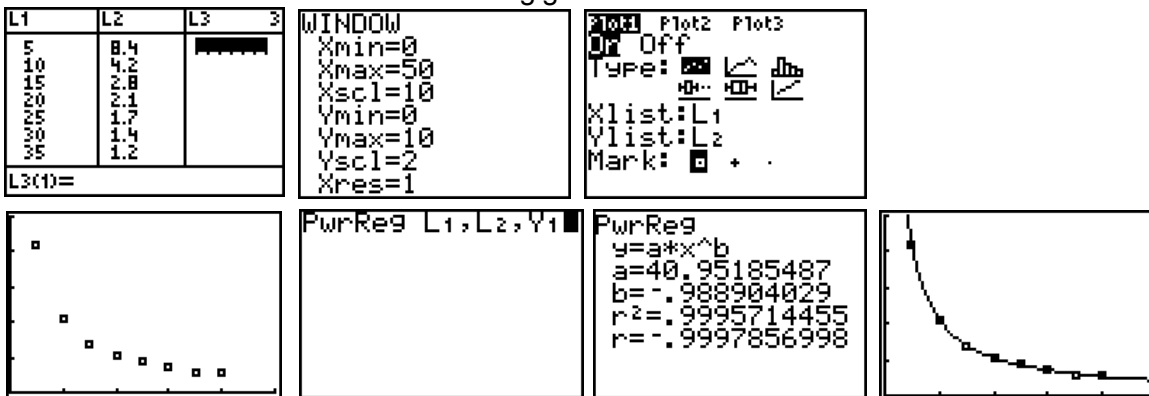 L1 L2 L3 3
5 8.4
10 4.2
15 2.8
20 2.1
25 1.7
30 1.4
35 1.2
L3(1)=
WINDOW
Xmin=0
Xmax=50
Xscl=10
Ymin=0
Ymax=10
Yscl=2
Xres=1
Plot1 Plot2 Plot3
On Off
Type:
Xlist:L1
Ylist:L2
Mark:
PwrReg L1,L2,Y1
PwrReg
y=a*x^b
a=40.95185487
b=-.988904029
r²=.9995714455
r=-.9997856998